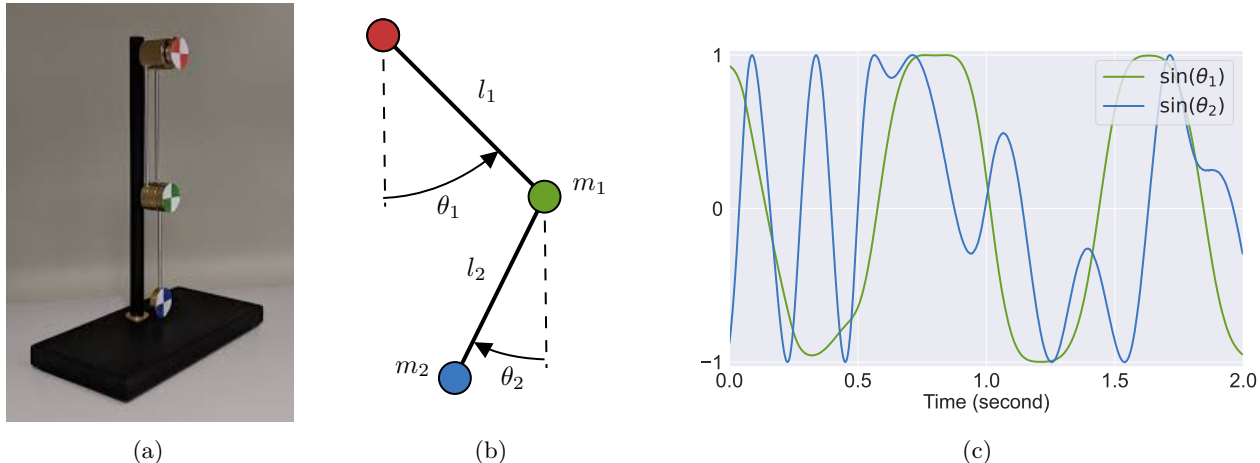 l₁
m₁
θ₁
l₂
m₂
θ₂
1
0
−1
sin(θ₁)
sin(θ₂)
0.0 0.5 1.0 1.5 2.0
Time (second)
(a) (b) (c)